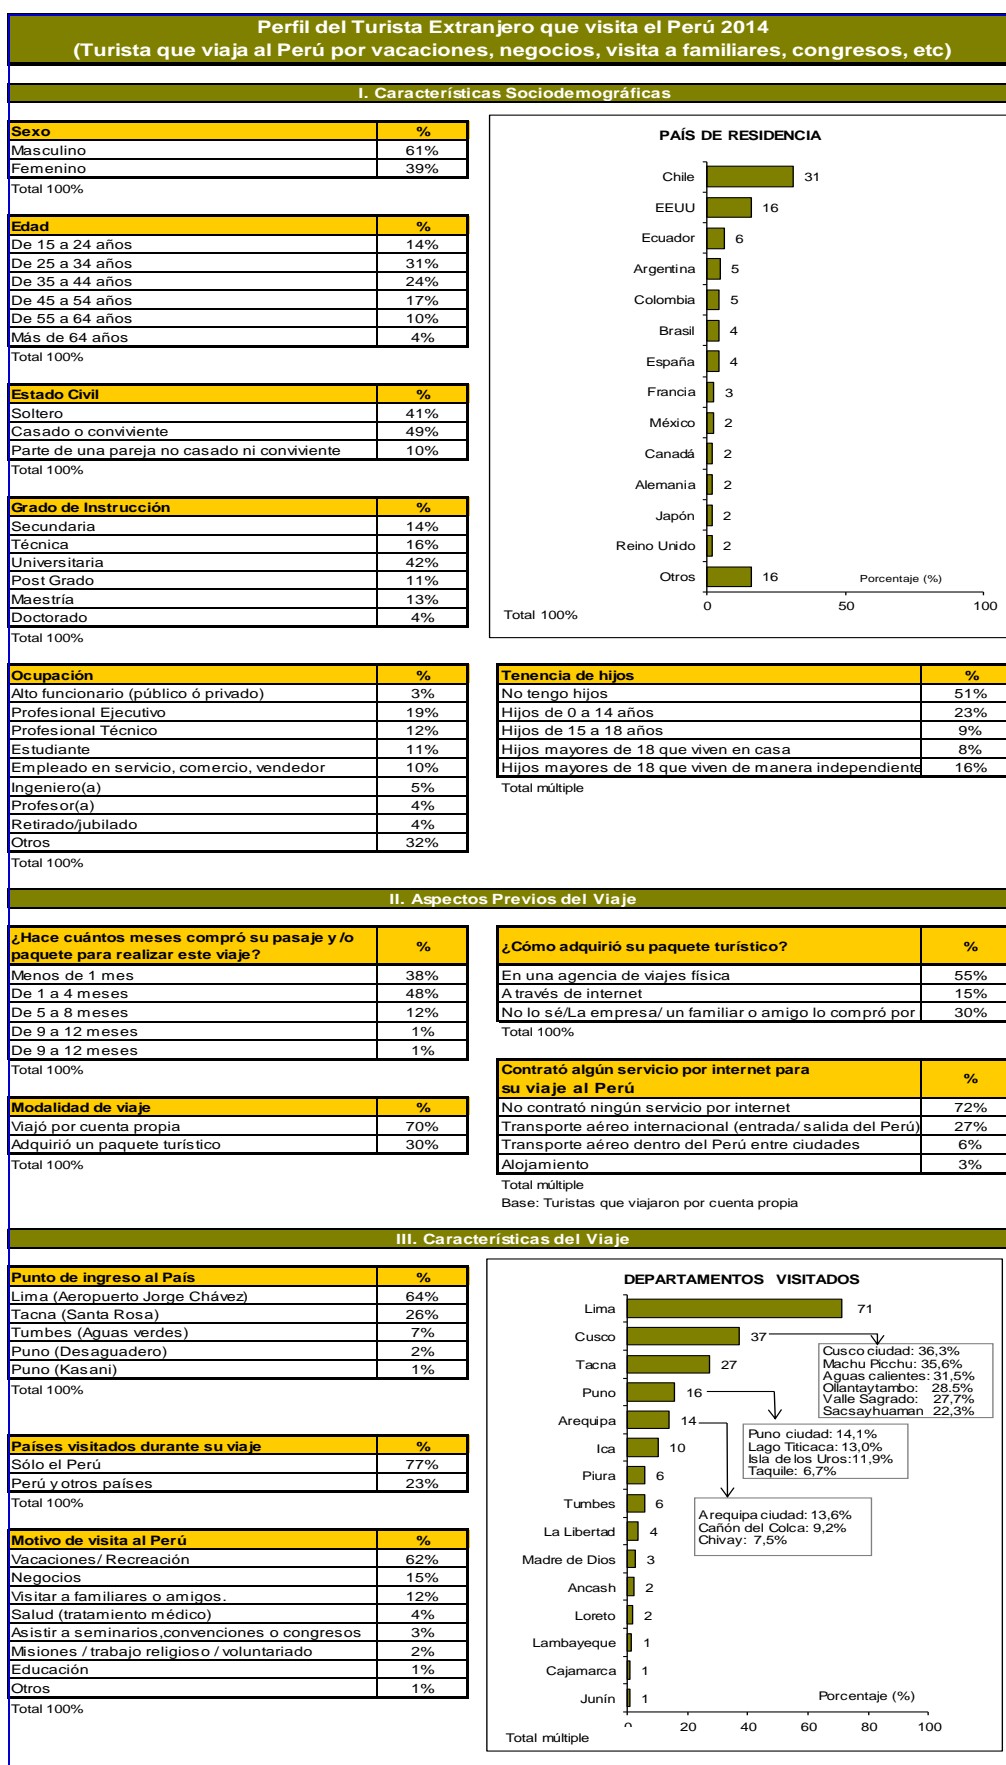 Perfil del Turista Extranjero que visita el Perú 2014
(Turista que viaja al Perú por vacaciones, negocios, visita a familiares, congresos, etc)
I. Características Sociodemográficas
Sexo %
Masculino 61%
Femenino 39%
Total 100%
Edad %
De 15 a 24 años 14%
De 25 a 34 años 31%
De 35 a 44 años 24%
De 45 a 54 años 17%
De 55 a 64 años 10%
Más de 64 años 4%
Total 100%
Estado Civil %
Soltero 41%
Casado o conviviente 49%
Parte de una pareja no casado ni conviviente 10%
Total 100%
Grado de Instrucción %
Secundaria 14%
Técnica 16%
Universitaria 42%
Post Grado 11%
Maestría 13%
Doctorado 4%
Total 100%
PAÍS DE RESIDENCIA
Chile 31
EEUU 16
Ecuador 6
Argentina 5
Colombia 5
Brasil 4
España 4
Francia 3
México 2
Canadá 2
Alemania 2
Japón 2
Reino Unido 2
Otros 16
Porcentaje (%)
0 50 100
Total 100%
Ocupación %
Alto funcionario (público ó privado) 3%
Profesional Ejecutivo 19%
Profesional Técnico 12%
Estudiante 11%
Empleado en servicio, comercio, vendedor 10%
Ingeniero(a) 5%
Profesor(a) 4%
Retirado/jubilado 4%
Otros 32%
Total 100%
Tenencia de hijos %
No tengo hijos 51%
Hijos de 0 a 14 años 23%
Hijos de 15 a 18 años 9%
Hijos mayores de 18 que viven en casa 8%
Hijos mayores de 18 que viven de manera independiente 16%
Total múltiple
II. Aspectos Previos del Viaje
¿Hace cuántos meses compró su pasaje y /o
paquete para realizar este viaje? %
Menos de 1 mes 38%
De 1 a 4 meses 48%
De 5 a 8 meses 12%
De 9 a 12 meses 1%
De 9 a 12 meses 1%
Total 100%
Modalidad de viaje %
Viajó por cuenta propia 70%
Adquirió un paquete turístico 30%
Total 100%
¿Cómo adquirió su paquete turístico? %
En una agencia de viajes física 55%
A través de internet 15%
No lo sé/La empresa/ un familiar o amigo lo compró por 30%
Total 100%
Contrató algún servicio por internet para
su viaje al Perú %
No contrató ningún servicio por internet 72%
Transporte aéreo internacional (entrada/ salida del Perú) 27%
Transporte aéreo dentro del Perú entre ciudades 6%
Alojamiento 3%
Total múltiple
Base: Turistas que viajaron por cuenta propia
III. Características del Viaje
Punto de ingreso al País %
Lima (Aeropuerto Jorge Chávez) 64%
Tacna (Santa Rosa) 26%
Tumbes (Aguas verdes) 7%
Puno (Desaguadero) 2%
Puno (Kasani) 1%
Total 100%
Países visitados durante su viaje %
Sólo el Perú 77%
Perú y otros países 23%
Total 100%
Motivo de visita al Perú %
Vacaciones/ Recreación 62%
Negocios 15%
Visitar a familiares o amigos. 12%
Salud (tratamiento médico) 4%
Asistir a seminarios,convenciones o congresos 3%
Misiones / trabajo religioso / voluntariado 2%
Educación 1%
Otros 1%
Total 100%
DEPARTAMENTOS VISITADOS
Lima 71
Cusco 37
Tacna 27
Puno 16
Arequipa 14
Ica 10
Piura 6
Tumbes 6
La Libertad 4
Madre de Dios 3
Ancash 2
Loreto 2
Lambayeque 1
Cajamarca 1
Junín 1
Cusco ciudad: 36,3%
Machu Picchu: 35,6%
Aguas calientes: 31,5%
Ollantaytambo: 28.5%
Valle Sagrado: 27,7%
Sacsayhuaman 22,3%
Puno ciudad: 14,1%
Lago Titicaca: 13,0%
Isla de los Uros:11,9%
Taquile: 6,7%
Arequipa ciudad: 13,6%
Cañón del Colca: 9,2%
Chivay: 7,5%
Porcentaje (%)
0 20 40 60 80 100
Total múltiple